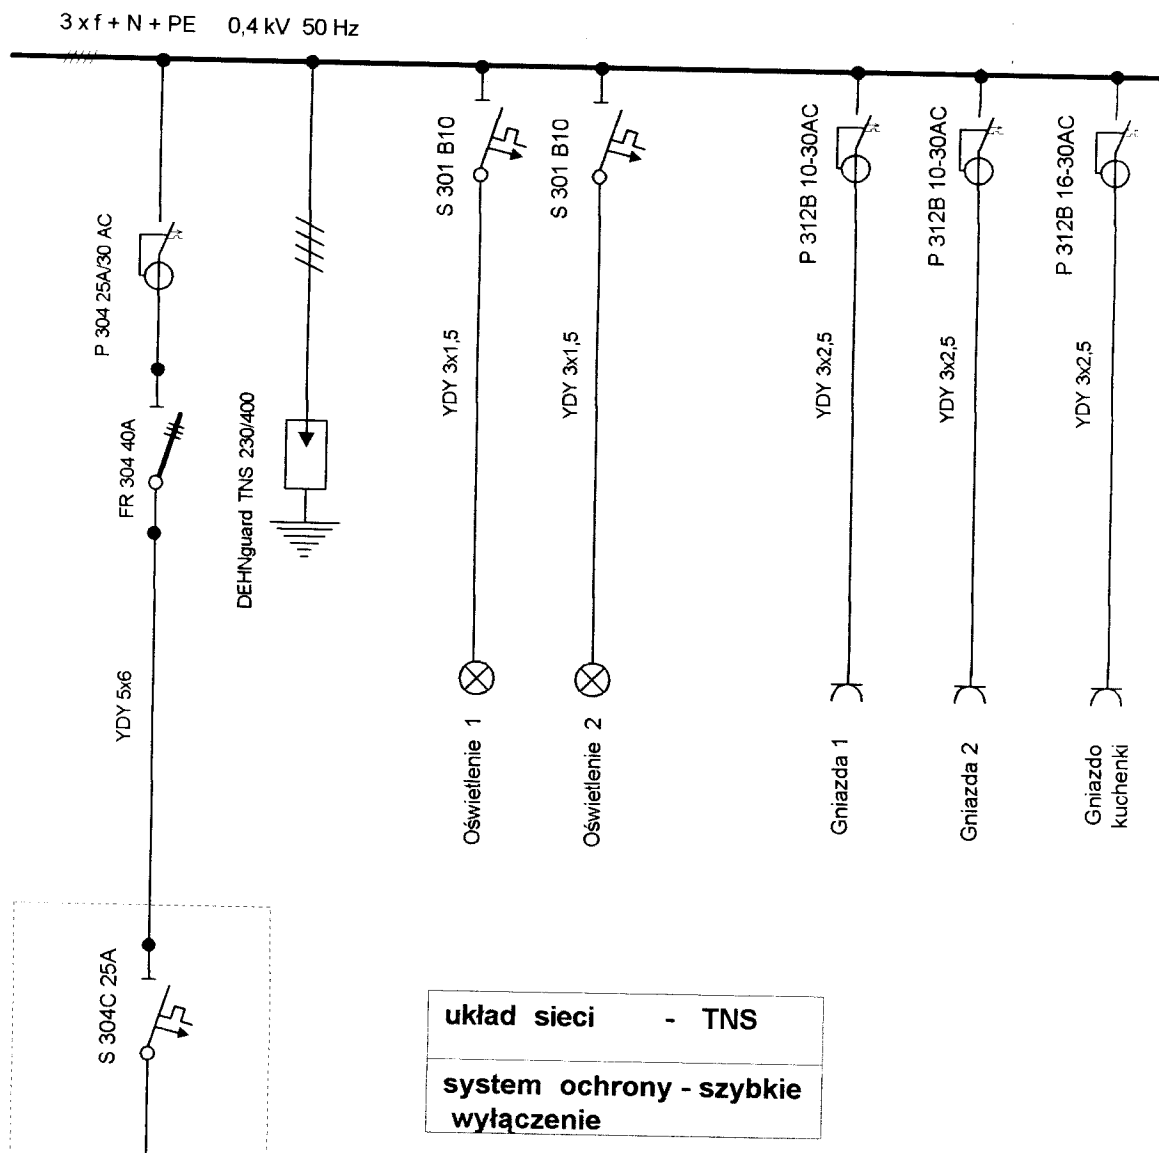 3 x f + N + PE 0,4 kV 50 Hz
P 304 25A/30 AC
FR 304 40A
YDY 5x6
S 304C 25A
DEHNguard TNS 230/400
S 301 B10
YDY 3x1,5
Oświetlenie 1
S 301 B10
YDY 3x1,5
Oświetlenie 2
P 312B 10-30AC
YDY 3x2,5
Gniazda 1
P 312B 10-30AC
YDY 3x2,5
Gniazda 2
P 312B 16-30AC
YDY 3x2,5
Gniazdo
kuchenki
układ sieci - TNS
system ochrony - szybkie
wyłączenie